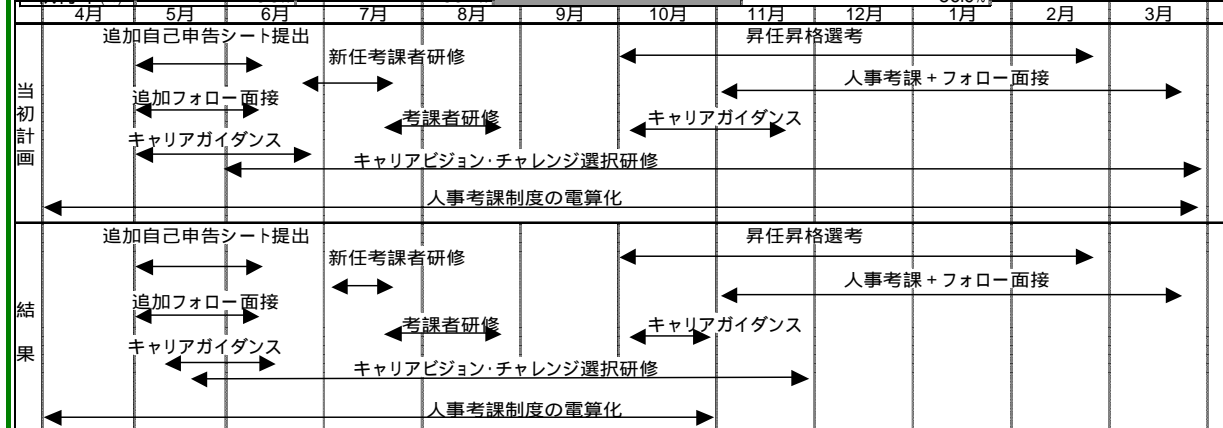 4月 5月 6月 7月 8月 9月 10月 11月 12月 1月 2月 3月
当初計画
追加自己申告シート提出 昇任昇格選考
新任考課者研修
人事考課+フォロー面接
追加フォロー面接
考課者研修 キャリアガイダンス
キャリアガイダンス
キャリアビジョン・チャレンジ選択研修
人事考課制度の電算化
結果
追加自己申告シート提出 昇任昇格選考
新任考課者研修
人事考課+フォロー面接
追加フォロー面接
考課者研修 キャリアガイダンス
キャリアガイダンス
キャリアビジョン・チャレンジ選択研修
人事考課制度の電算化